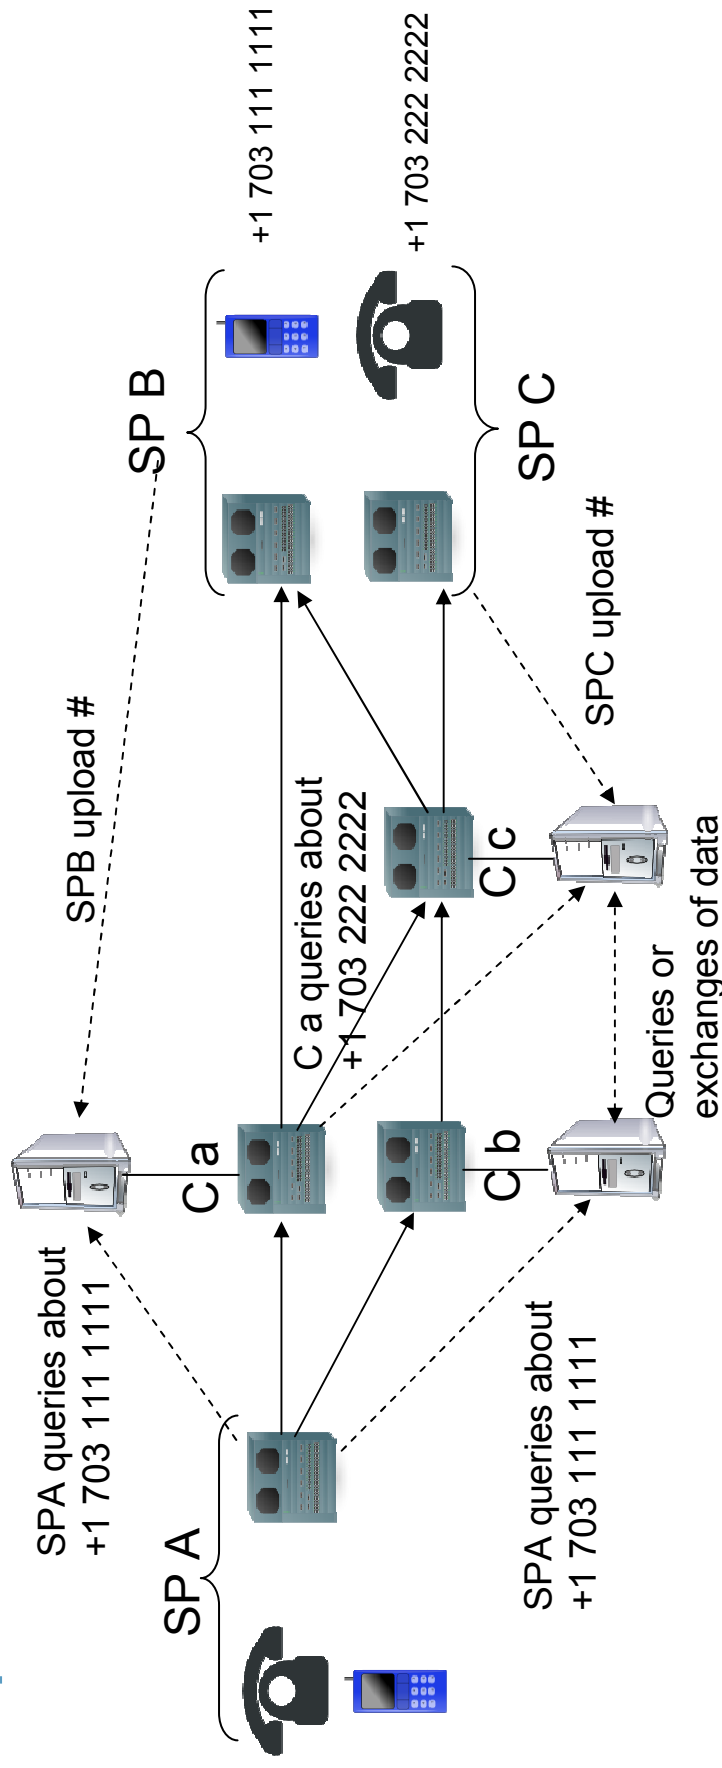 SPA queries about
+1 703 111 1111
SPB upload #
SP A
C a
SP B
+1 703 111 1111
C a queries about
+1 703 222 2222
+1 703 222 2222
C b
C c
SP C
SPA queries about
+1 703 111 1111
Queries or
exchanges of data
SPC upload #